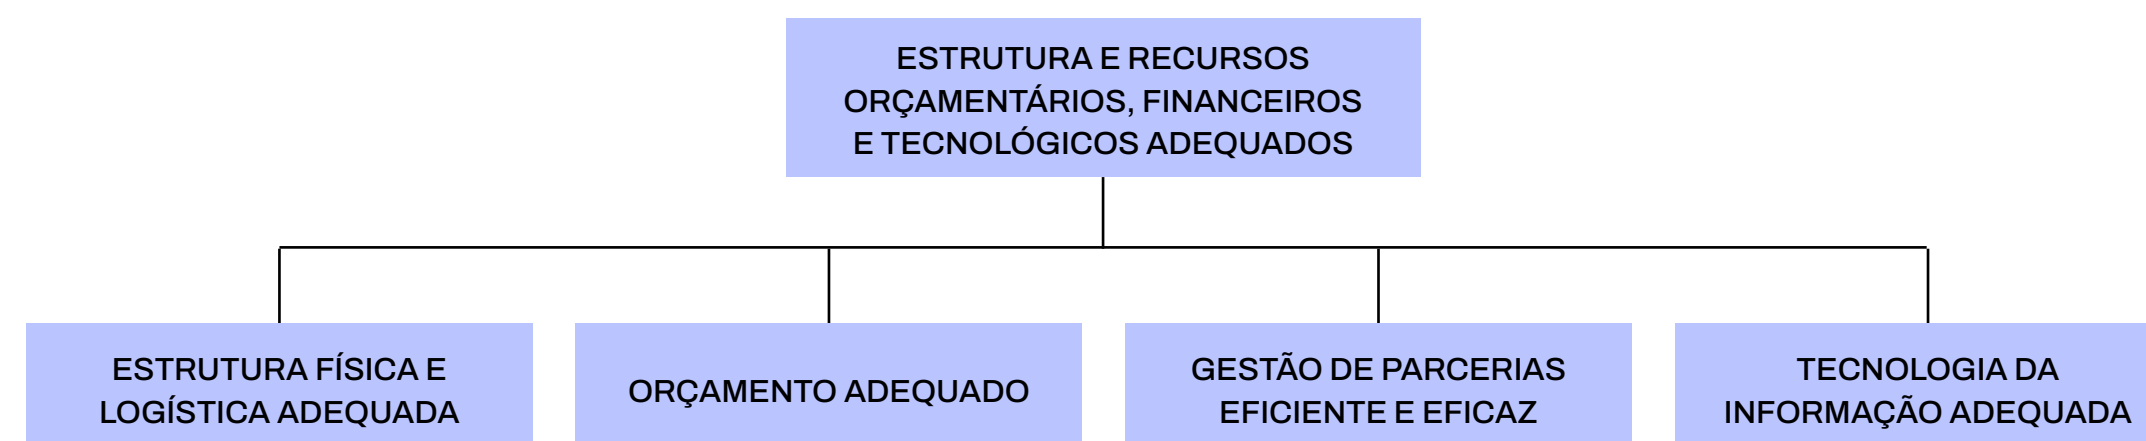 ESTRUTURA E RECURSOS
ORÇAMENTÁRIOS, FINANCEIROS
E TECNOLÓGICOS ADEQUADOS
ESTRUTURA FÍSICA E
LOGÍSTICA ADEQUADA
ORÇAMENTO ADEQUADO
GESTÃO DE PARCERIAS
EFICIENTE E EFICAZ
TECNOLOGIA DA
INFORMAÇÃO ADEQUADA